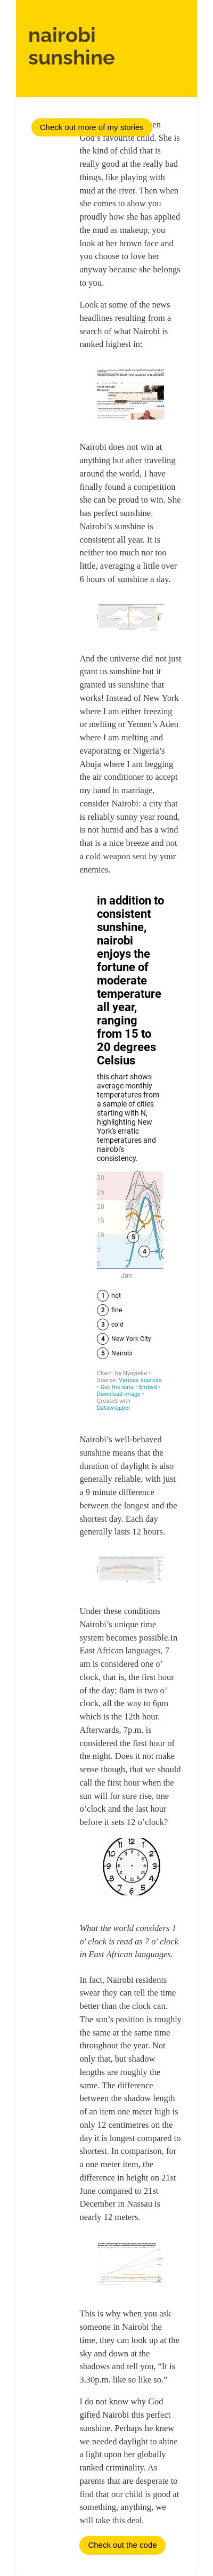 nairobi
sunshine
Check out more of my stories
God's favourite child. She is
the kind of child that is
really good at the really bad
things, like playing with
mud at the river. Then when
she comes to show you
proudly how she has applied
the mud as makeup, you
look at her brown face and
you choose to love her
anyway because she belongs
to you.
Look at some of the news
headlines resulting from a
search of what Nairobi is
ranked highest in:
Nairobi does not win at
anything but after traveling
around the world, I have
finally found a competition
she can be proud to win. She
has perfect sunshine.
Nairobi's sunshine is
consistent all year. It is
neither too much nor too
little, averaging a little over
6 hours of sunshine a day.
And the universe did not just
grant us sunshine but it
granted us sunshine that
works! Instead of New York
where I am either freezing
or melting or Yemen's Aden
where I am melting and
evaporating or Nigeria's
Abuja where I am begging
the air conditioner to accept
my hand in marriage,
consider Nairobi: a city that
is reliably sunny year round,
is not humid and has a wind
that is a nice breeze and not
a cold weapon sent by your
enemies.
in addition to
consistent
sunshine,
nairobi
enjoys the
fortune of
moderate
temperature
all year,
ranging
from 15 to
20 degrees
Celsius
this chart shows
average monthly
temperatures from
a sample of cities
starting with N,
highlighting New
York's erratic
temperatures and
nairobi's
consistency.
30
25
20
15
10
5
0
5
4
Jan
1 hot
2 fine
3 cold
4 New York City
5 Nairobi
Chart: Ivy Nyayieka •
Source: Various sources
• Get the data • Embed •
Download image •
Created with
Datawrapper
Nairobi's well-behaved
sunshine means that the
duration of daylight is also
generally reliable, with just
a 9 minute difference
between the longest and the
shortest day. Each day
generally lasts 12 hours.
Under these conditions
Nairobi's unique time
system becomes possible.In
East African languages, 7
am is considered one o'
clock, that is, the first hour
of the day; 8am is two o'
clock, all the way to 6pm
which is the 12th hour.
Afterwards, 7p.m. is
considered the first hour of
the night. Does it not make
sense though, that we should
call the first hour when the
sun will for sure rise, one
o'clock and the last hour
before it sets 12 o'clock?
What the world considers 1
o' clock is read as 7 o' clock
in East African languages.
In fact, Nairobi residents
swear they can tell the time
better than the clock can.
The sun's position is roughly
the same at the same time
throughout the year. Not
only that, but shadow
lengths are roughly the
same. The difference
between the shadow length
of an item one meter high is
only 12 centimetres on the
day it is longest compared to
shortest. In comparison, for
a one meter item, the
difference in height on 21st
June compared to 21st
December in Nassau is
nearly 12 meters.
This is why when you ask
someone in Nairobi the
time, they can look up at the
sky and down at the
shadows and tell you, "It is
3.30p.m. like so like so."
I do not know why God
gifted Nairobi this perfect
sunshine. Perhaps he knew
we needed daylight to shine
a light upon her globally
ranked criminality. As
parents that are desperate to
find that our child is good at
something, anything, we
will take this deal.
Check out the code